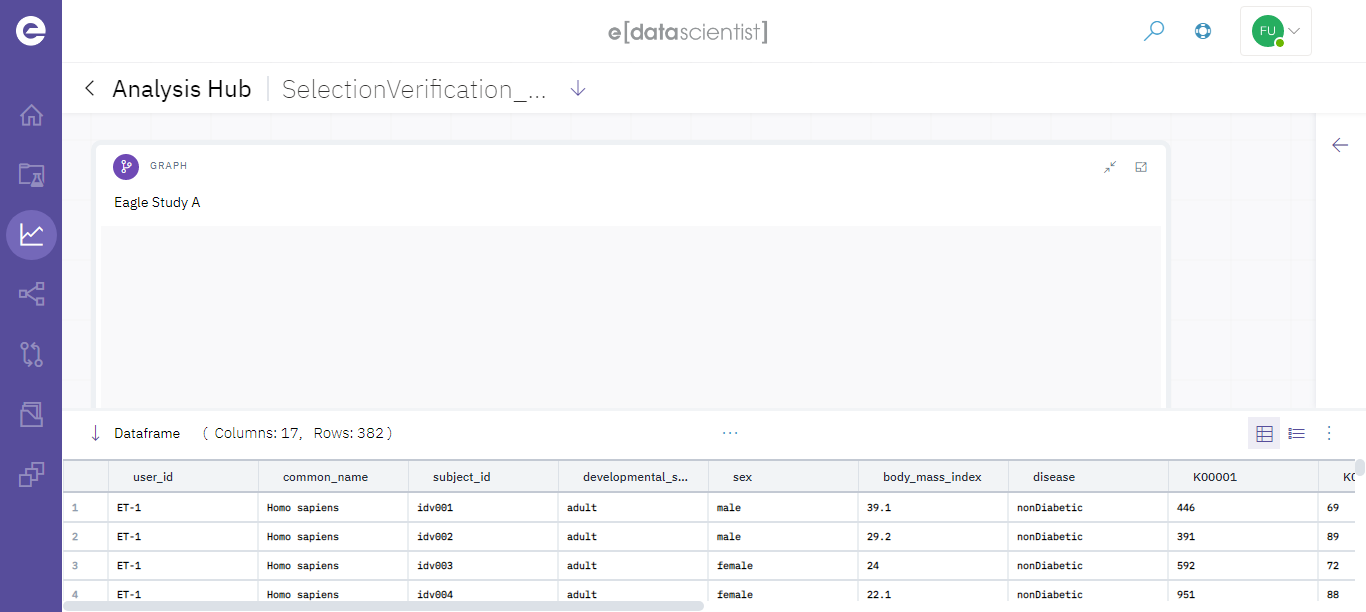 e
e[datascientist]
FU
Analysis Hub
SelectionVerification_...
GRAPH
Eagle Study A
Dataframe ( Columns: 17, Rows: 382 )
user_id common_name subject_id developmental_s... sex body_mass_index disease K00001
1 ET-1 Homo sapiens idv001 adult male 39.1 nonDiabetic 446 69
2 ET-1 Homo sapiens idv002 adult male 29.2 nonDiabetic 391 89
3 ET-1 Homo sapiens idv003 adult female 24 nonDiabetic 592 72
4 ET-1 Homo sapiens idv004 adult female 22.1 nonDiabetic 951 88